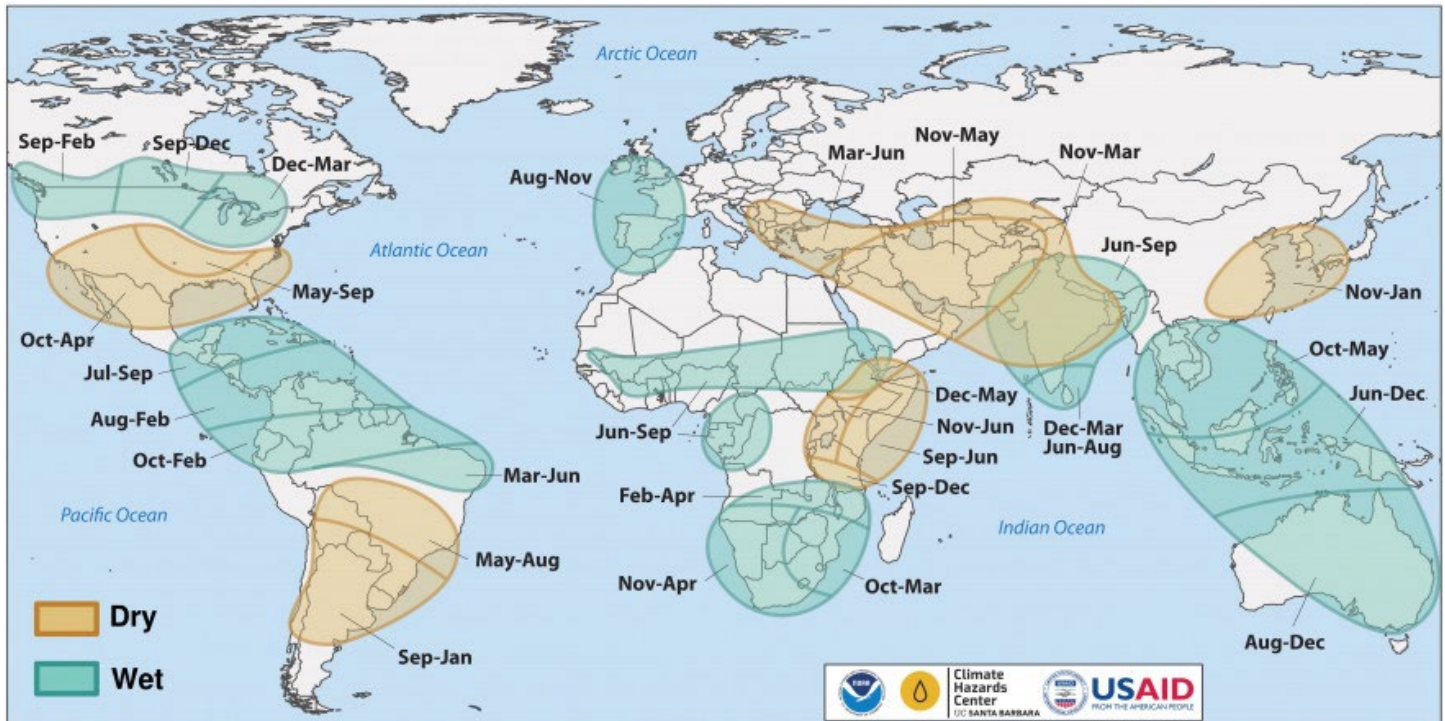 Arctic Ocean
Sep-Feb
Sep-Dec
Dec-Mar
Aug-Nov
Mar-Jun
Nov-May
Nov-Mar
Jun-Sep
Atlantic Ocean
May-Sep
Nov-Jan
Oct-Apr
Jul-Sep
Oct-May
Aug-Feb
Jun-Dec
Dec-May
Nov-Jun
Jun-Sep
Dec-Mar
Jun-Aug
Oct-Feb
Sep-Jun
Mar-Jun
Sep-Dec
Feb-Apr
Pacific Ocean
Indian Ocean
May-Aug
Nov-Apr
Oct-Mar
Dry
Aug-Dec
Sep-Jan
Wet
Climate
Hazards
Center
UC SANTA BARBARA
USAID
FROM THE AMERICAN PEOPLE